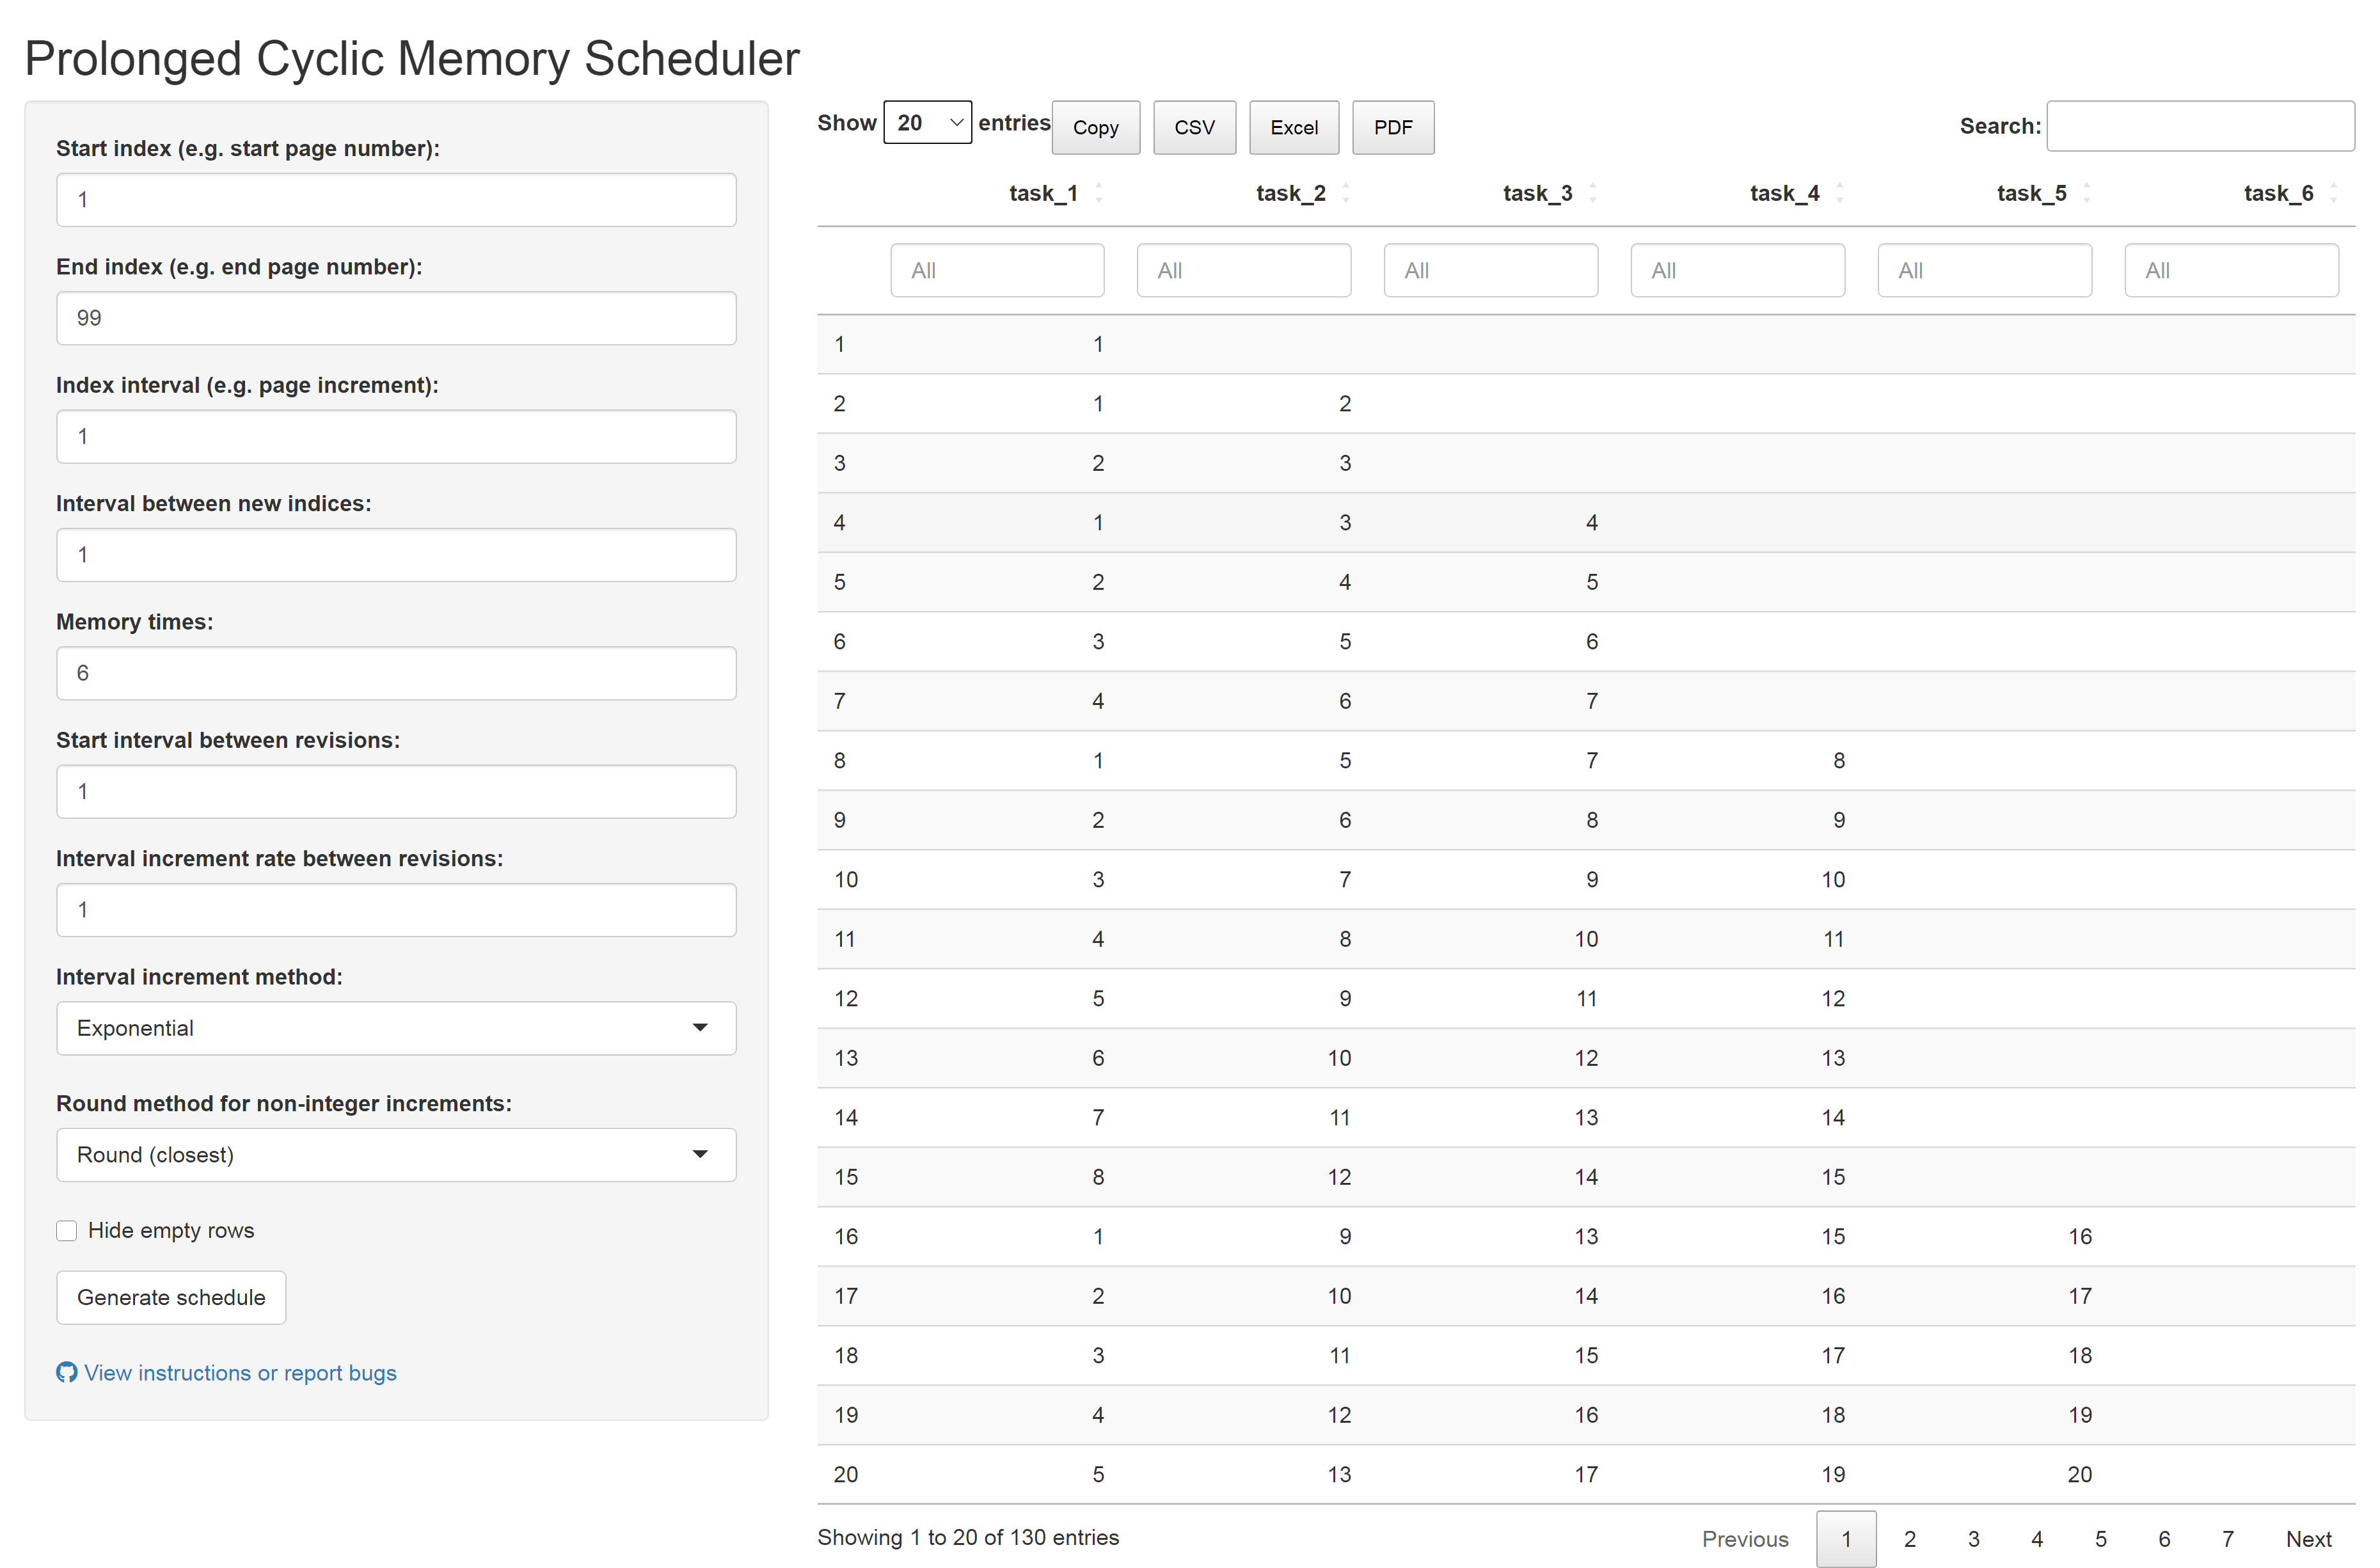 Prolonged Cyclic Memory Scheduler
Start index (e.g. start page number):
1
End index (e.g. end page number):
99
Index interval (e.g. page increment):
1
Interval between new indices:
1
Memory times:
6
Start interval between revisions:
1
Interval increment rate between revisions:
1
Interval increment method:
Exponential
Round method for non-integer increments:
Round (closest)
Hide empty rows
Generate schedule
View instructions or report bugs
Show 20 entries Copy CSV Excel PDF Search:
task_1 task_2 task_3 task_4 task_5 task_6
All All All All All All
1 1
2 1 2
3 2 3
4 1 3 4
5 2 4 5
6 3 5 6
7 4 6 7
8 1 5 7 8
9 2 6 8 9
10 3 7 9 10
11 4 8 10 11
12 5 9 11 12
13 6 10 12 13
14 7 11 13 14
15 8 12 14 15
16 1 9 13 15 16
17 2 10 14 16 17
18 3 11 15 17 18
19 4 12 16 18 19
20 5 13 17 19 20
Showing 1 to 20 of 130 entries Previous 1 2 3 4 5 6 7 Next